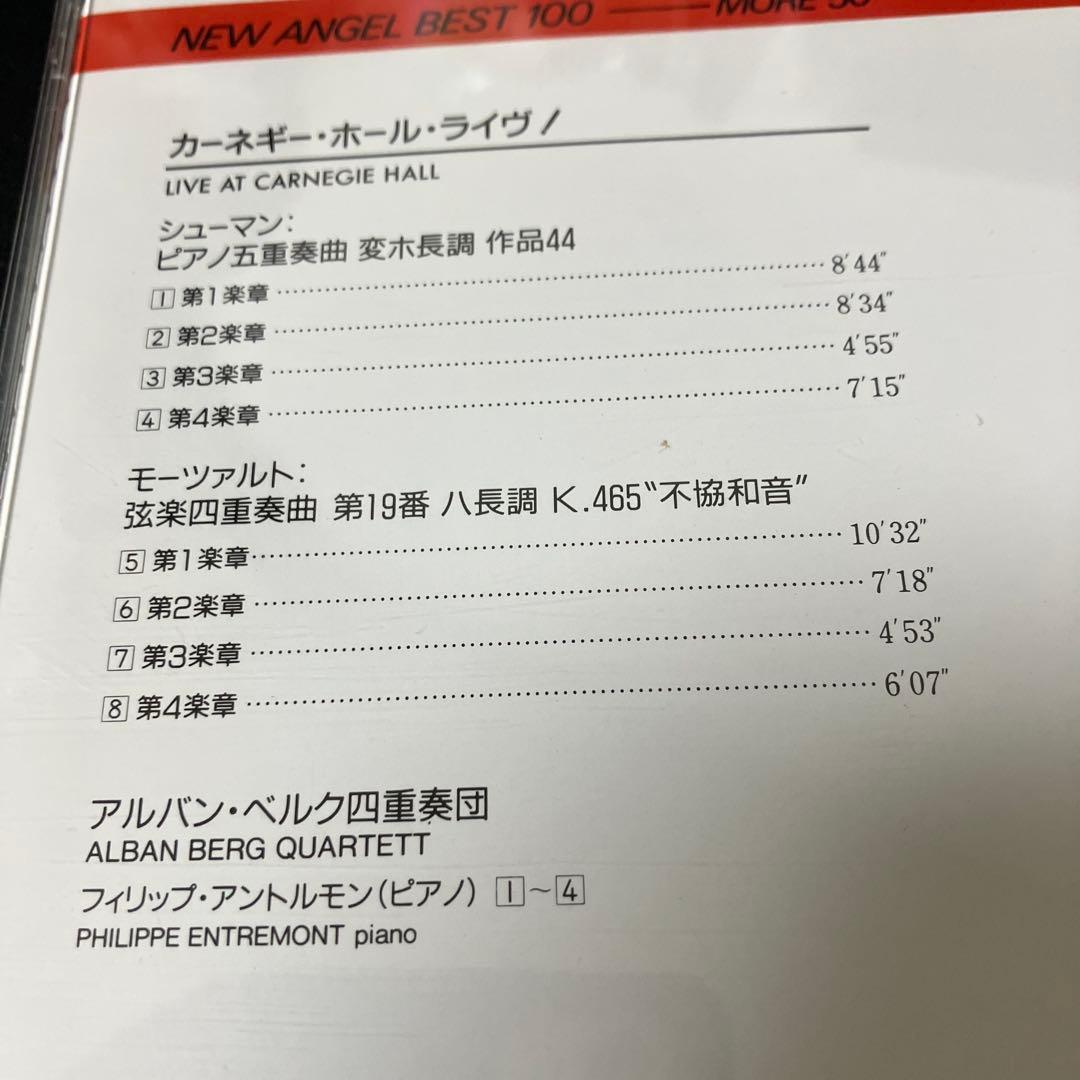 NEW ANGEL BEST 100 ——— MORE 50
カーネギー・ホール・ライヴ!
LIVE AT CARNEGIE HALL
シューマン:
ピアノ五重奏曲 変ホ長調 作品44
1 第1楽章 8′44″
2 第2楽章 8′34″
3 第3楽章 4′55″
4 第4楽章 7′15″
モーツァルト:
弦楽四重奏曲 第19番 ハ長調 K.465“不協和音”
5 第1楽章 10′32″
6 第2楽章 7′18″
7 第3楽章 4′53″
8 第4楽章 6′07″
アルバン・ベルク四重奏団
ALBAN BERG QUARTETT
フィリップ・アントルモン(ピアノ) 1〜4
PHILIPPE ENTREMONT piano